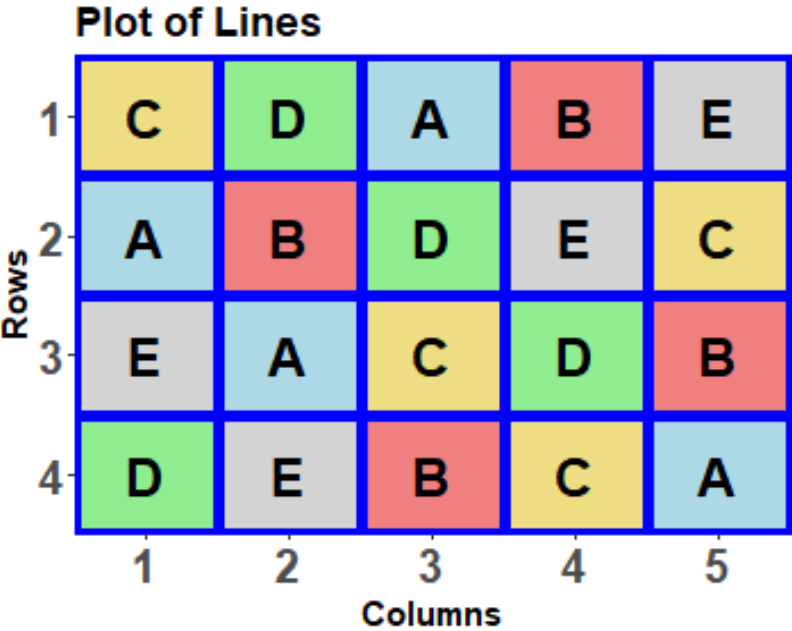 Plot of Lines
Rows
1 C D A B E
2 A B D E C
3 E A C D B
4 D E B C A
1 2 3 4 5
Columns